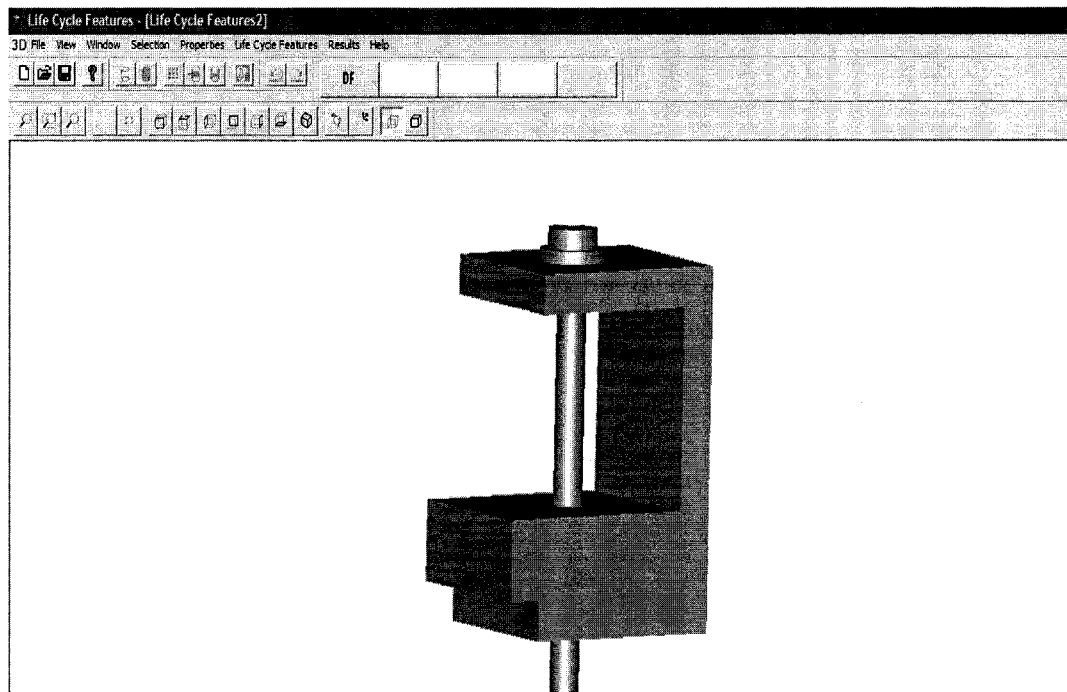 Life Cycle Features - [Life Cycle Features2]
3D File View Window Selection Properties Life Cycle Features Results Help
DF